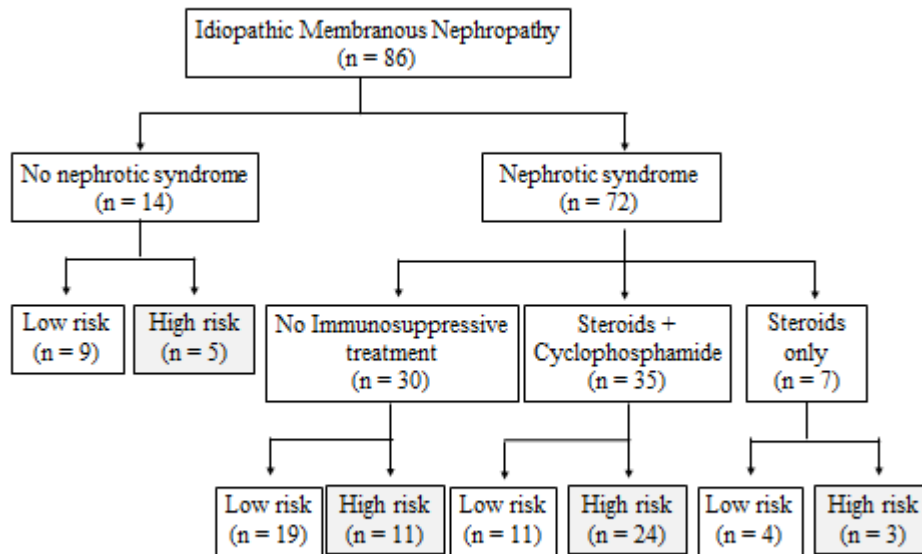 Idiopathic Membranous Nephropathy
(n = 86)
No nephrotic syndrome
(n = 14)
Nephrotic syndrome
(n = 72)
Low risk
(n = 9)
High risk
(n = 5)
No Immunosuppressive
treatment
(n = 30)
Steroids +
Cyclophosphamide
(n = 35)
Steroids
only
(n = 7)
Low risk
(n = 19)
High risk
(n = 11)
Low risk
(n = 11)
High risk
(n = 24)
Low risk
(n = 4)
High risk
(n = 3)